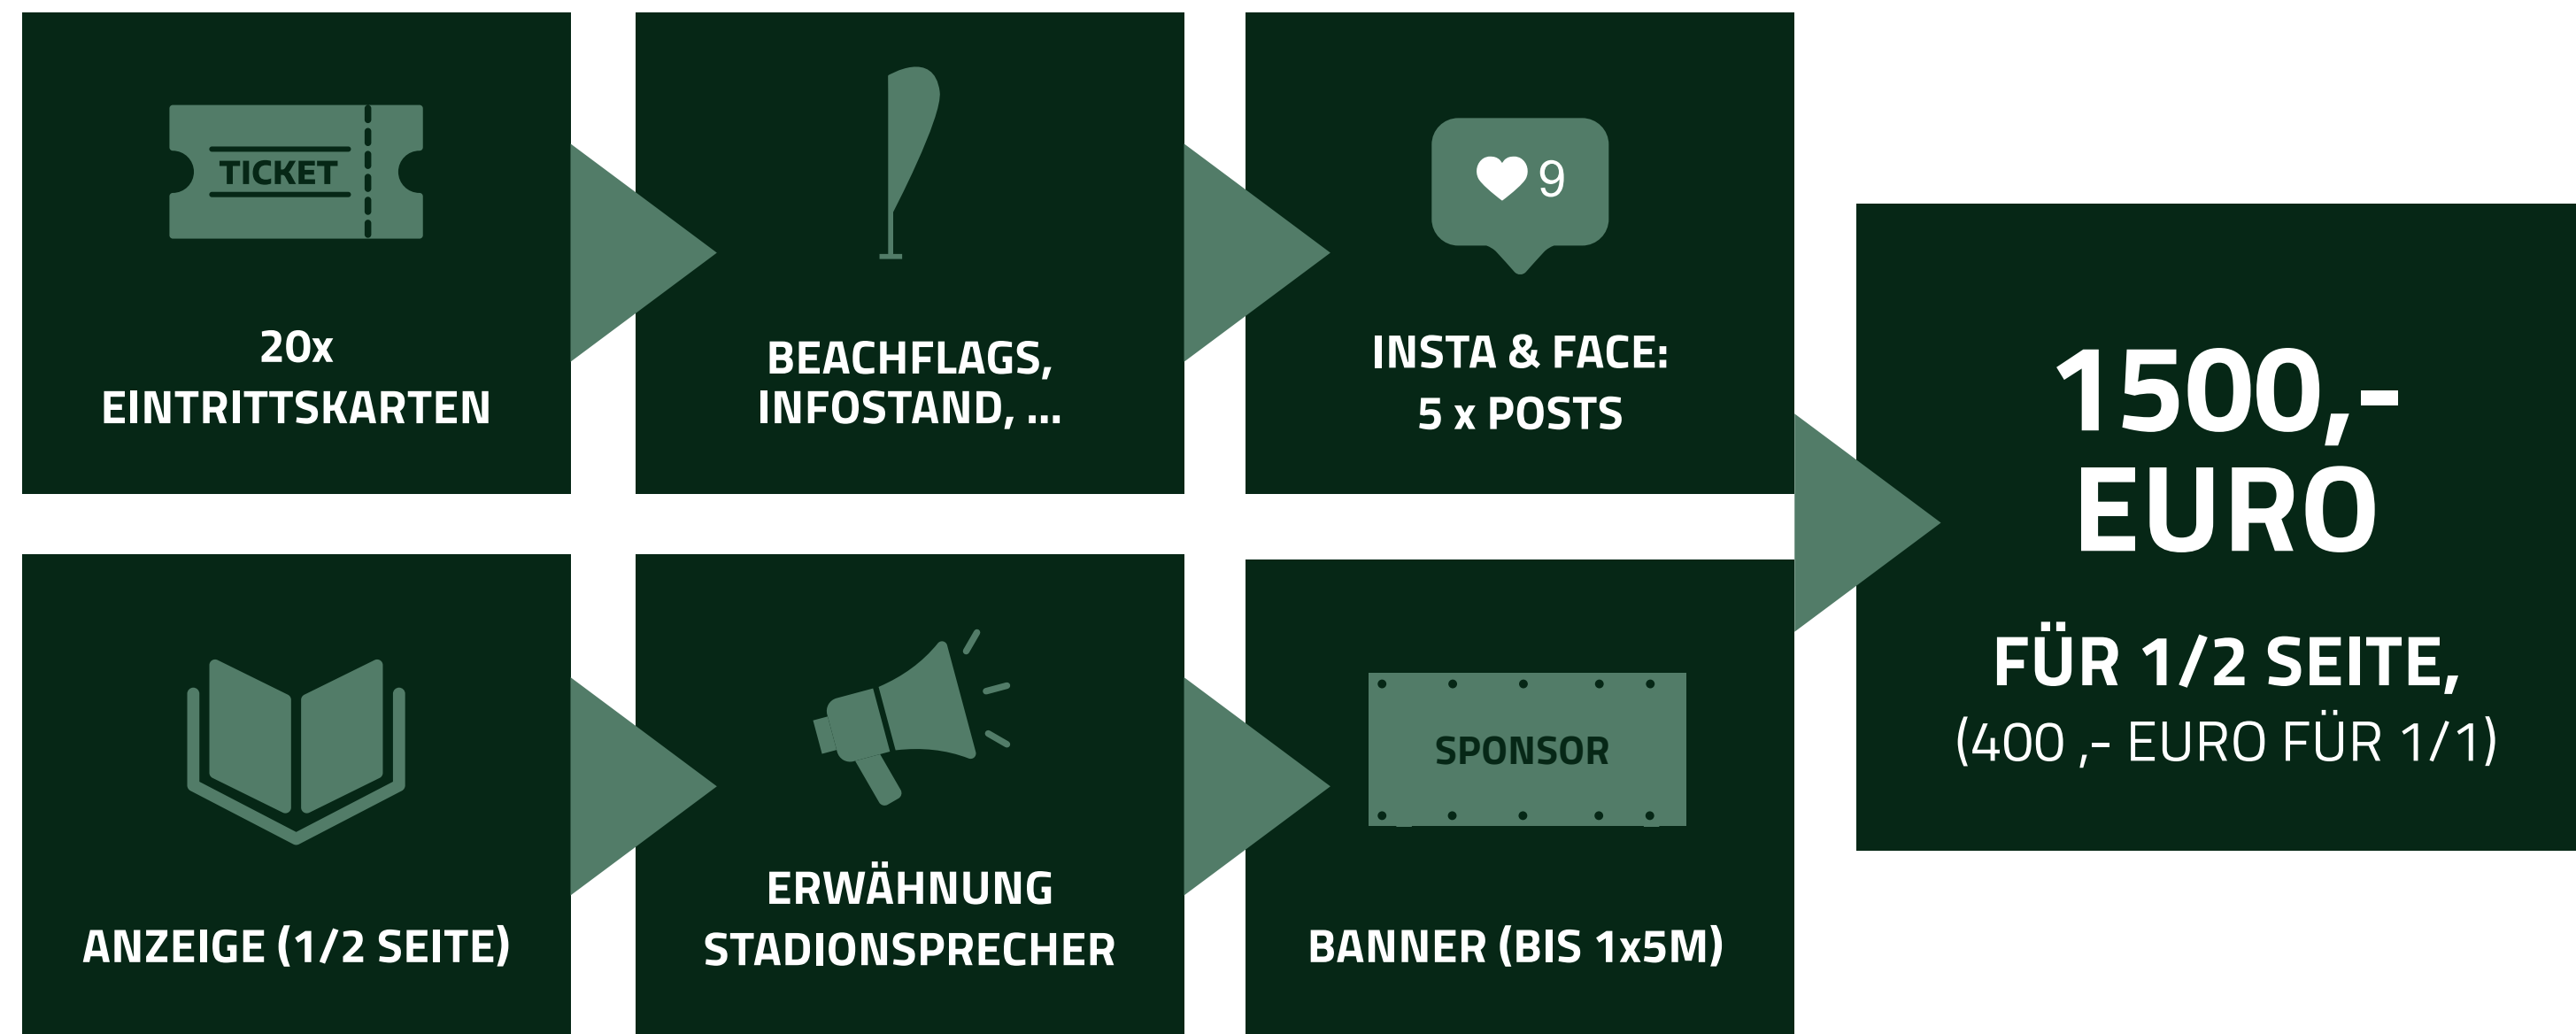 TICKET
20x
EINTRITTSKARTEN
BEACHFLAGS,
INFOSTAND, ...
9
INSTA & FACE:
5 x POSTS
ANZEIGE (1/2 SEITE)
ERWÄHNUNG
STADIONSPRECHER
SPONSOR
BANNER (BIS 1x5M)
1500,-
EURO
FÜR 1/2 SEITE,
(400 ,- EURO FÜR 1/1)